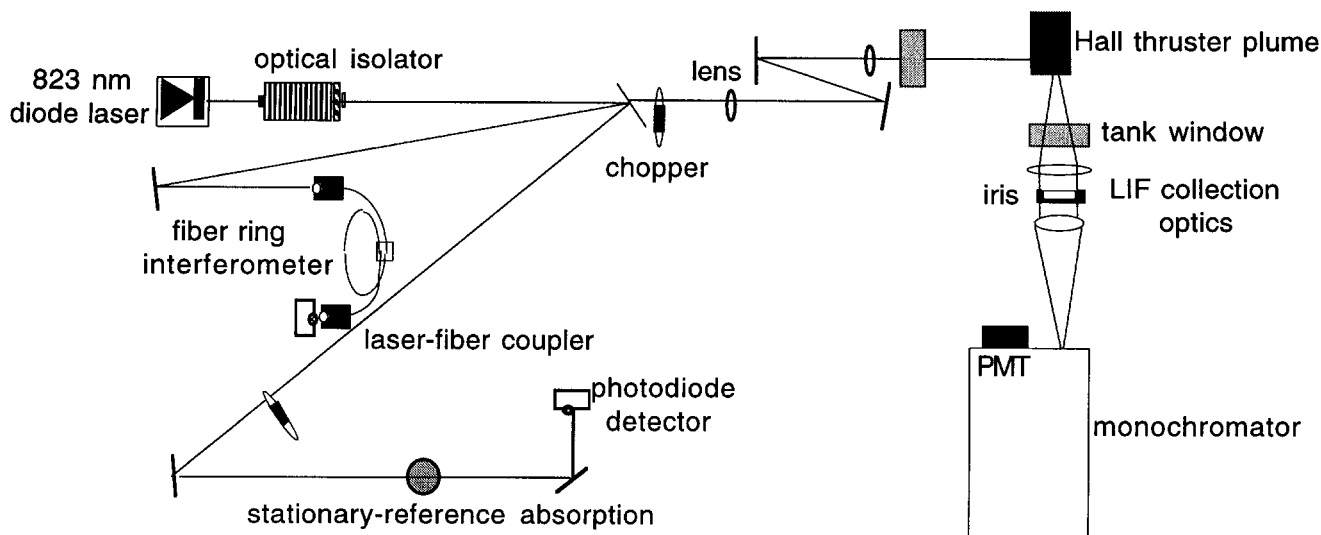 823 nm
diode laser
optical isolator
lens
Hall thruster plume
tank window
chopper
iris
LIF collection
optics
fiber ring
interferometer
laser-fiber coupler
PMT
photodiode
detector
monochromator
stationary-reference absorption